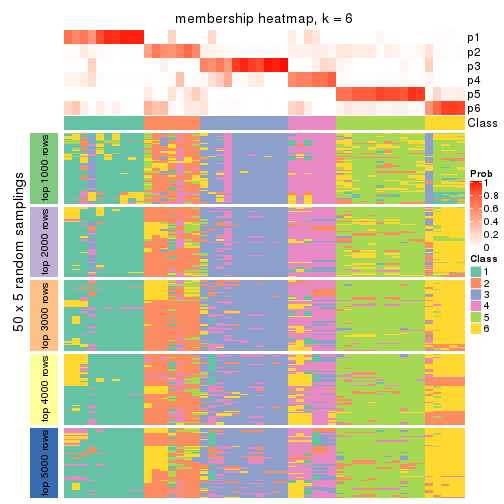 membership heatmap, k = 6
p1
p2
p3
p4
p5
p6
Class
50 x 5 random samplings
top 1000 rows
top 2000 rows
top 3000 rows
top 4000 rows
top 5000 rows
Prob
1
0.8
0.6
0.4
0.2
0
Class
1
2
3
4
5
6